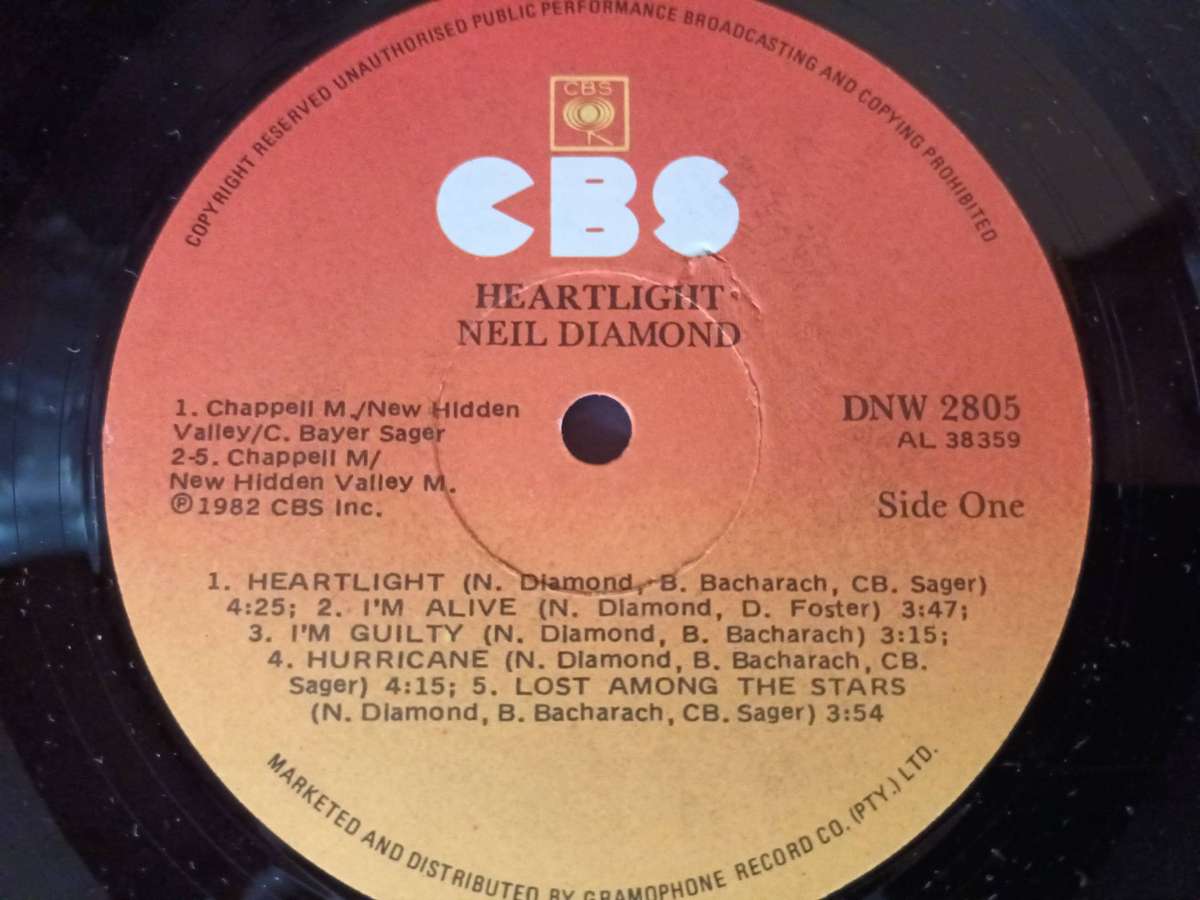 COPYRIGHT RESERVED UNAUTHORISED PUBLIC PERFORMANCE BROADCASTING AND COPYING PROHIBITED
CBS
CBS
HEARTLIGHT
NEIL DIAMOND
1. Chappell M./New Hidden
Valley/C. Bayer Sager
2-5. Chappell M/
New Hidden Valley M.
℗1982 CBS Inc.
DNW 2805
AL 38359
Side One
1. HEARTLIGHT (N. Diamond, B. Bacharach, CB. Sager)
4:25; 2. I'M ALIVE (N. Diamond, D. Foster) 3:47;
3. I'M GUILTY (N. Diamond, B. Bacharach) 3:15;
4. HURRICANE (N. Diamond, B. Bacharach, CB.
Sager) 4:15; 5. LOST AMONG THE STARS
(N. Diamond, B. Bacharach, CB. Sager) 3:54
MARKETED AND DISTRIBUTED BY GRAMOPHONE RECORD CO. (PTY.) LTD.